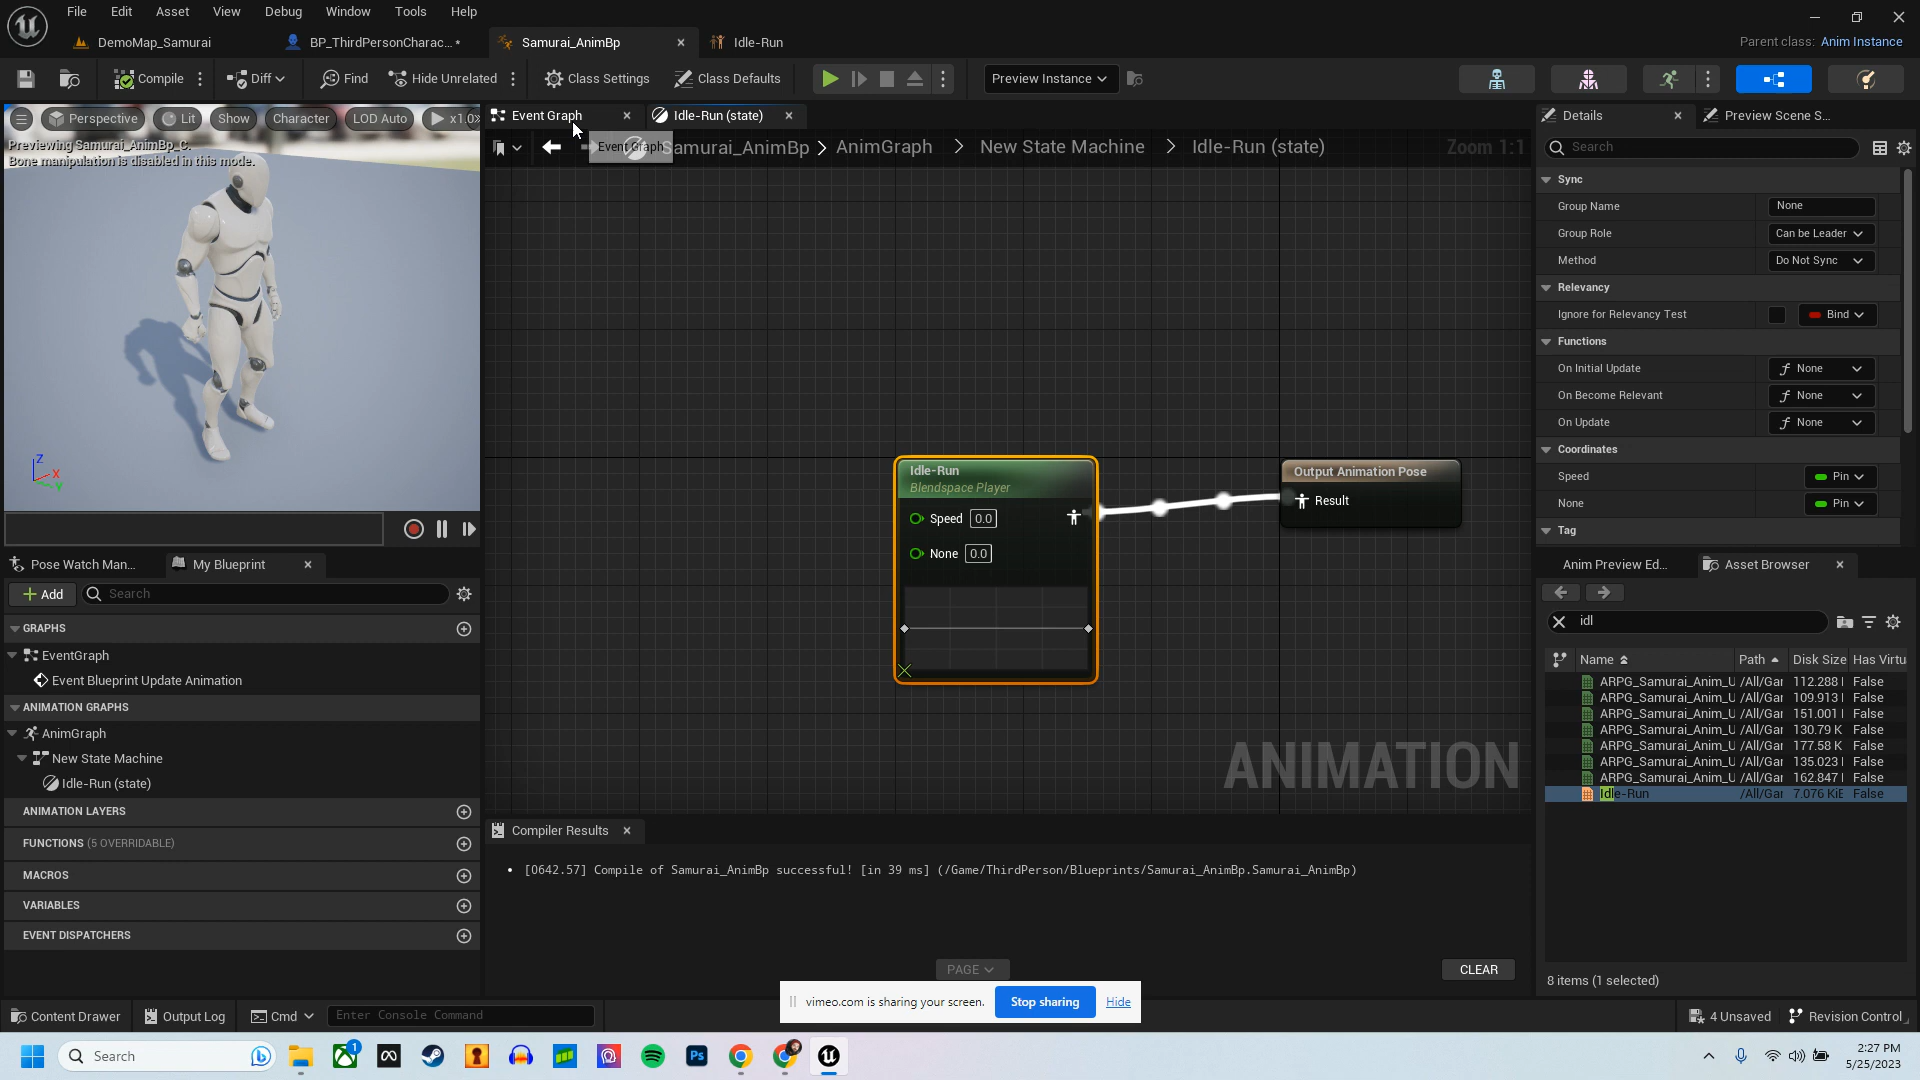 File Edit Asset View Debug Window Tools Help
DemoMap_Samurai
BP_ThirdPersonCharac... *
Samurai_AnimBp
Idle-Run
Parent class: Anim Instance
Compile
Diff
Find
Hide Unrelated
Class Settings
Class Defaults
Preview Instance
Perspective
Lit
Show
Character
LOD Auto
x1.0
Previewing Samurai_AnimBp_C.
Bone manipulation is disabled in this mode.
Z
X
Y
Event Graph
Idle-Run (state)
Event Graph
Samurai_AnimBp > AnimGraph > New State Machine > Idle-Run (state)
Zoom 1:1
Idle-Run
Blendspace Player
Speed 0.0
None 0.0
Output Animation Pose
Result
ANIMATION
Pose Watch Man...
My Blueprint
Add
Search
GRAPHS
EventGraph
Event Blueprint Update Animation
ANIMATION GRAPHS
AnimGraph
New State Machine
Idle-Run (state)
ANIMATION LAYERS
FUNCTIONS (5 OVERRIDABLE)
MACROS
VARIABLES
EVENT DISPATCHERS
Compiler Results
• [0642.57] Compile of Samurai_AnimBp successful! [in 39 ms] (/Game/ThirdPerson/Blueprints/Samurai_AnimBp.Samurai_AnimBp)
PAGE
CLEAR
Details
Preview Scene S...
Search
Sync
Group Name None
Group Role Can be Leader
Method Do Not Sync
Relevancy
Ignore for Relevancy Test Bind
Functions
On Initial Update None
On Become Relevant None
On Update None
Coordinates
Speed Pin
None Pin
Tag
Anim Preview Ed...
Asset Browser
idl
Name Path Disk Size Has Virtu
ARPG_Samurai_Anim_U /All/Gar 112.288 False
ARPG_Samurai_Anim_U /All/Gar 109.913 False
ARPG_Samurai_Anim_U /All/Gar 151.001 False
ARPG_Samurai_Anim_U /All/Gar 130.79 K False
ARPG_Samurai_Anim_U /All/Gar 177.58 K False
ARPG_Samurai_Anim_U /All/Gar 135.023 False
ARPG_Samurai_Anim_U /All/Gar 162.847 False
Idle-Run /All/Gar 7.076 KiE False
8 items (1 selected)
vimeo.com is sharing your screen. Stop sharing Hide
Content Drawer
Output Log
Cmd
Enter Console Command
4 Unsaved
Revision Control
Search
1
Ps
2:27 PM
5/25/2023